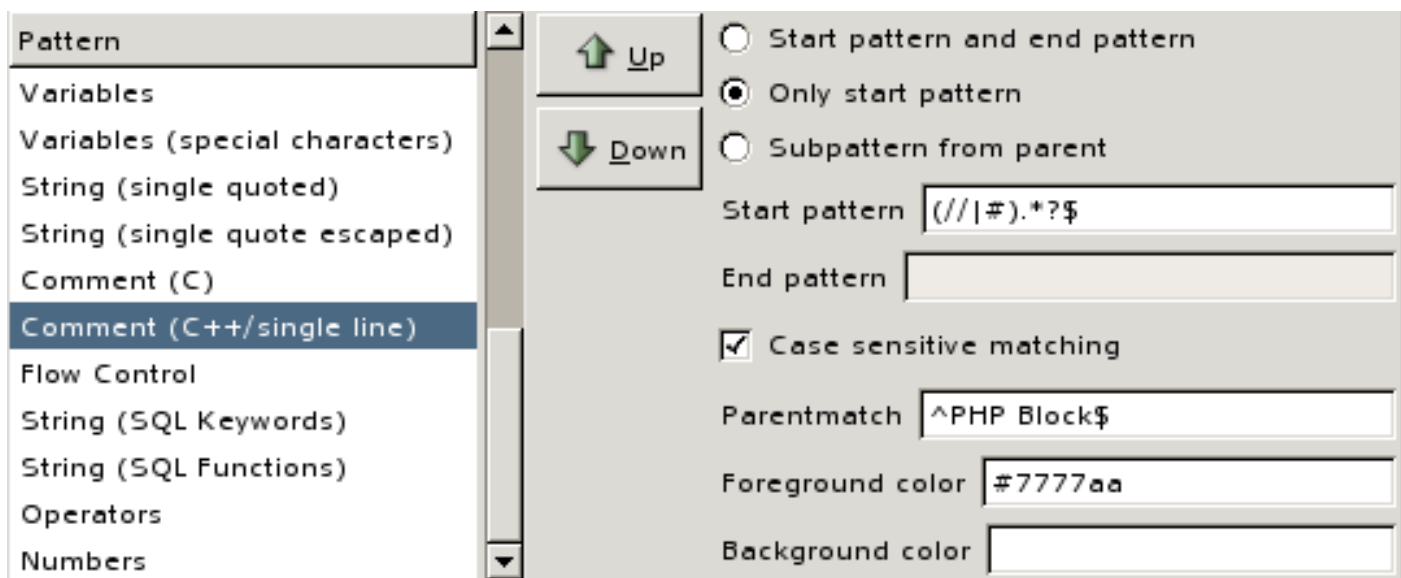 Pattern
Variables
Variables (special characters)
String (single quoted)
String (single quote escaped)
Comment (C)
Comment (C++/single line)
Flow Control
String (SQL Keywords)
String (SQL Functions)
Operators
Numbers
Up
Down
Start pattern and end pattern
Only start pattern
Subpattern from parent
Start pattern (//|#).*?$
End pattern
Case sensitive matching
Parentmatch ^PHP Block$
Foreground color #7777aa
Background color